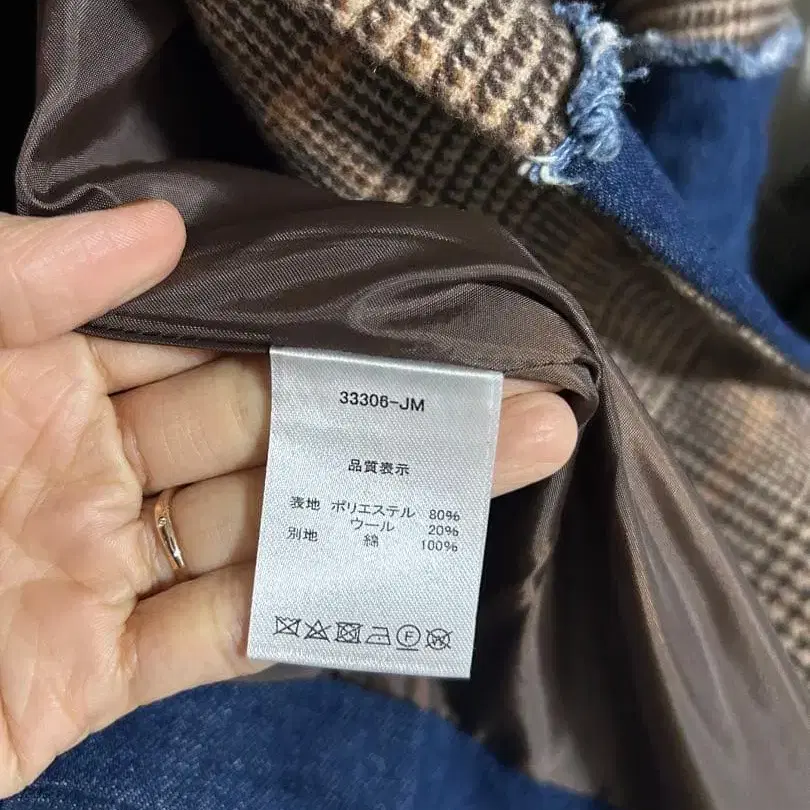 33306-JM
品質表示
表地 ポリエステル 80%
ウール 20%
別地 綿 100%
F
W